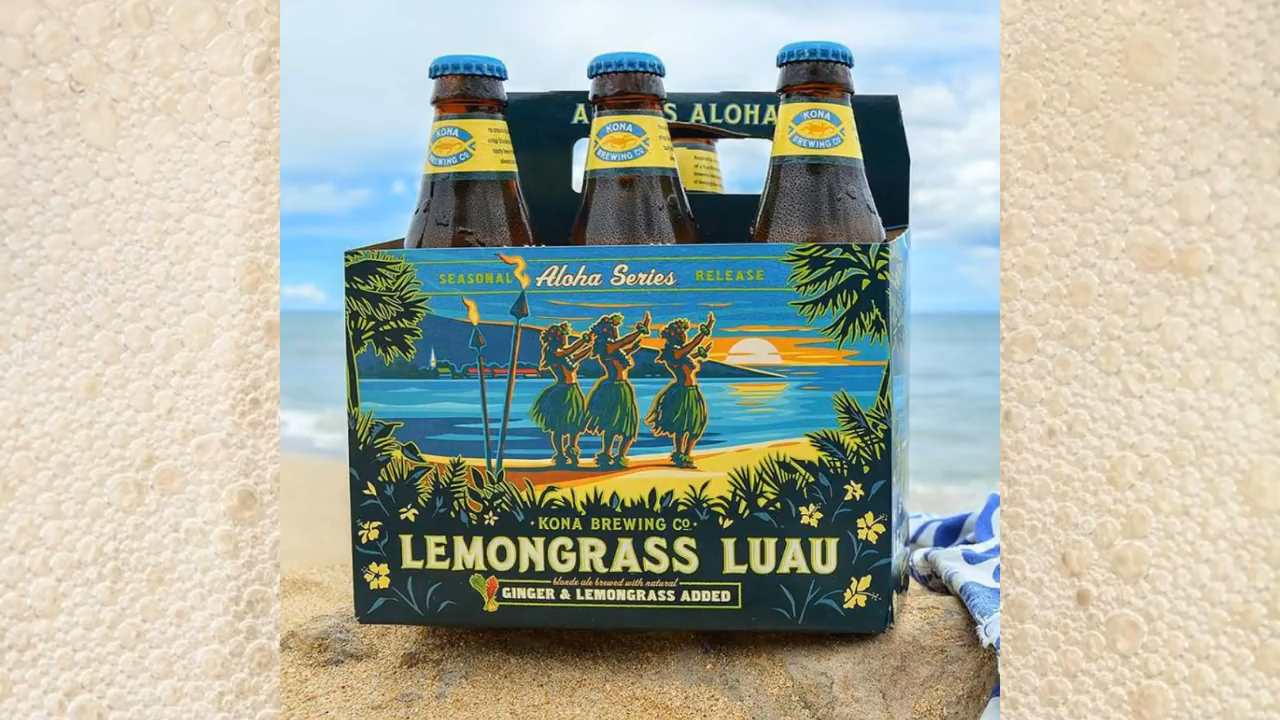 ALOHA
KONA
BREWING CO
KONA
BREWING CO
KONA
BREWING CO
SEASONAL Aloha Series RELEASE
KONA BREWING CO.
LEMONGRASS LUAU
blonde ale brewed with natural
GINGER & LEMONGRASS ADDED